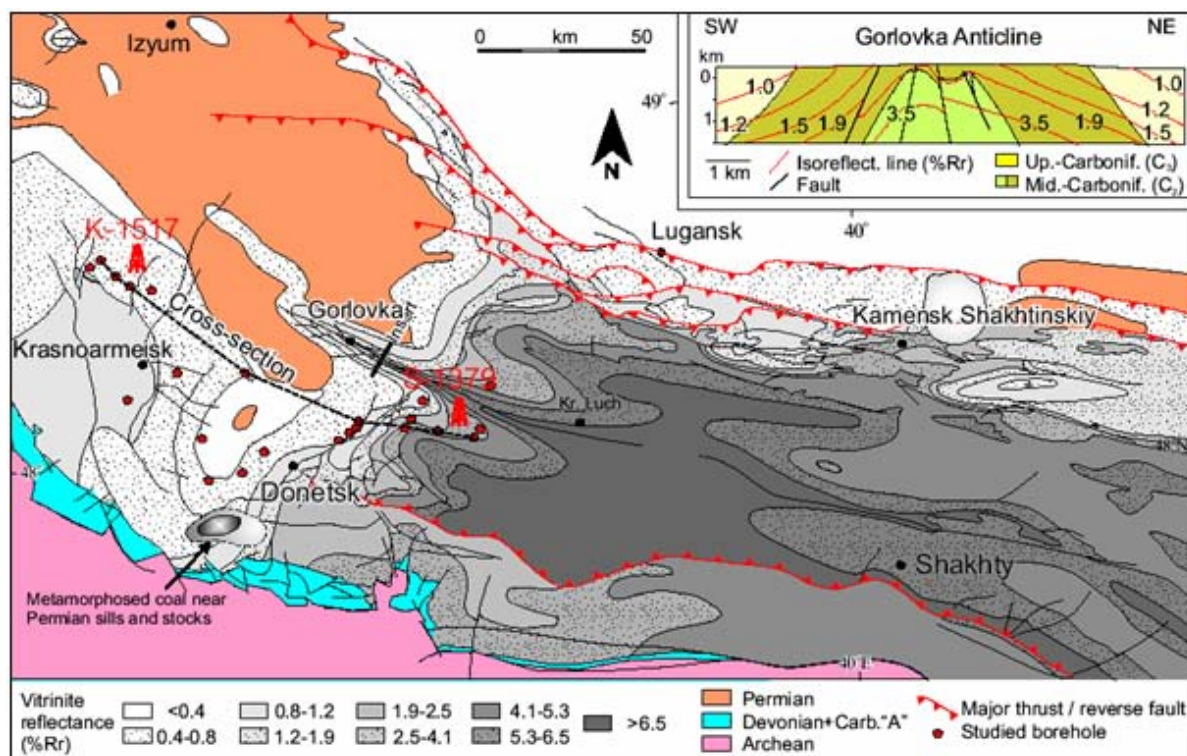 Izyum
0 km 50
49°
N
SW Gorlovka Anticline NE
km
0
1
1.0
1.2
1.5
1.9
3.5
3.5
1.9
1.0
1.2
1.5
1 km
Isoreflect. line (%Rr)
Fault
Up.-Carbonif. (C₃)
Mid.-Carbonif. (C₂)
40°
Lugansk
K-1517
Cross-section
Gorlovka
Krasnoarmeisk
Kamensk Shakhtinskiy
S-1379
Kr. Luch
48°N
48°
Donetsk
Shakhty
Metamorphosed coal near
Permian sills and stocks
40°E
Vitrinite
reflectance
(%Rr)
<0.4
0.4-0.8
0.8-1.2
1.2-1.9
1.9-2.5
2.5-4.1
4.1-5.3
5.3-6.5
>6.5
Permian
Devonian+Carb."A"
Archean
Major thrust / reverse fault
Studied borehole